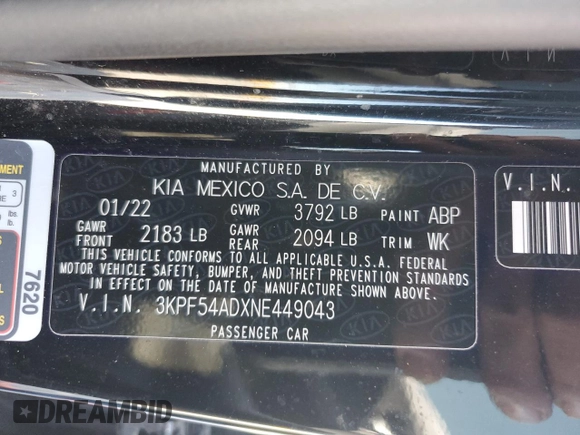 MANUFACTURED BY
KIA MEXICO S.A. DE C.V.
01/22 GVWR 3792 LB PAINT ABP
GAWR FRONT 2183 LB GAWR REAR 2094 LB TRIM WK
THIS VEHICLE CONFORMS TO ALL APPLICABLE U.S.A. FEDERAL
MOTOR VEHICLE SAFETY, BUMPER, AND THEFT PREVENTION STANDARDS
IN EFFECT ON THE DATE OF MANUFACTURE SHOWN ABOVE.
V.I.N. 3KPF54ADXNE449043
PASSENGER CAR
V.I.N.
7620
3
lbs.
DREAMBID